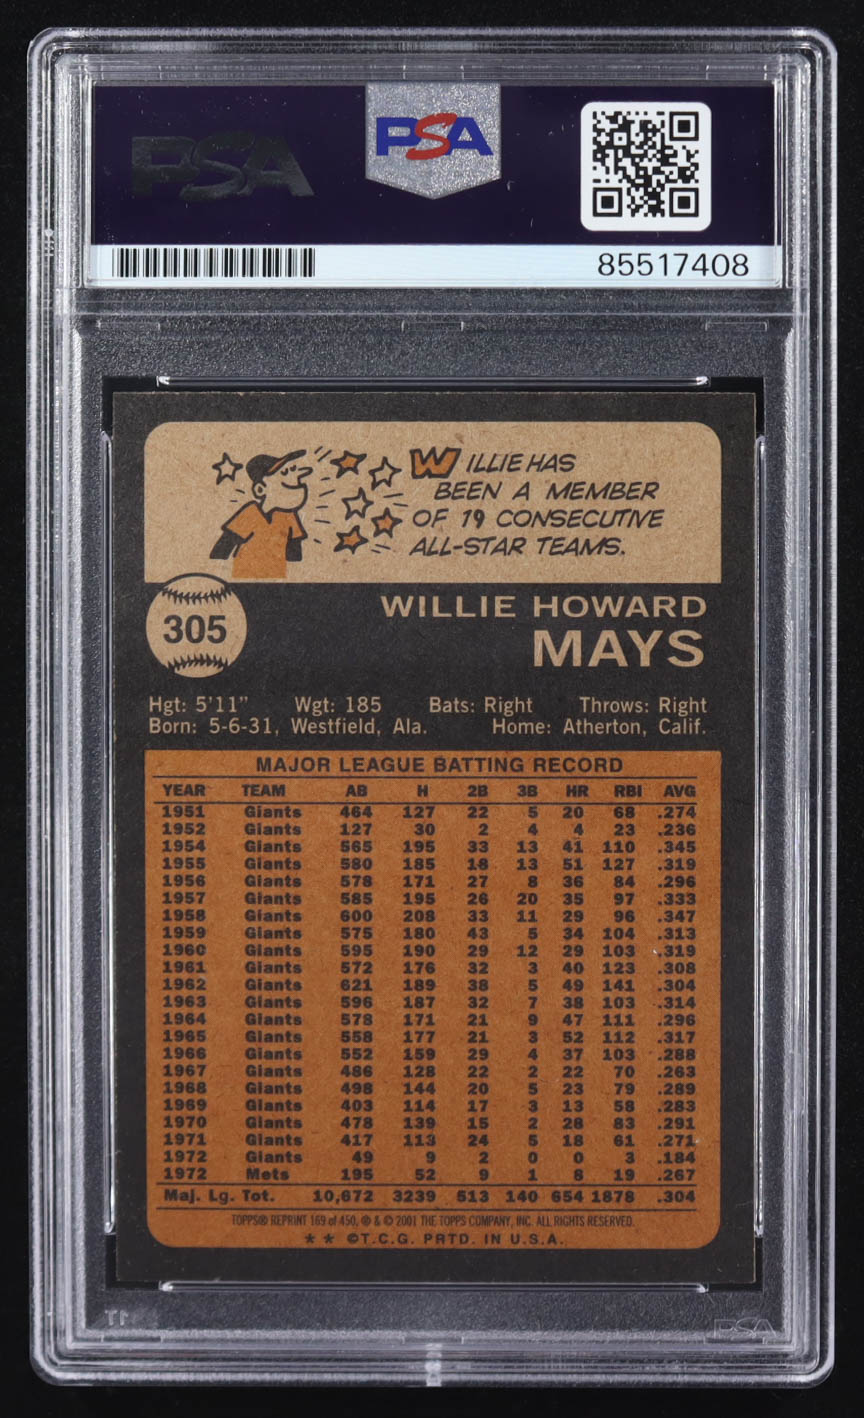 PSA
PSA
85517408
WILLIE HAS
BEEN A MEMBER
OF 19 CONSECUTIVE
ALL-STAR TEAMS.
305
WILLIE HOWARD
MAYS
Hgt: 5'11" Wgt: 185 Bats: Right Throws: Right
Born: 5-6-31, Westfield, Ala. Home: Atherton, Calif.
MAJOR LEAGUE BATTING RECORD
YEAR TEAM AB H 2B 3B HR RBI AVG
1951 Giants 464 127 22 5 20 68 .274
1952 Giants 127 30 2 4 4 23 .236
1954 Giants 565 195 33 13 41 110 .345
1955 Giants 580 185 18 13 51 127 .319
1956 Giants 578 171 27 8 36 84 .296
1957 Giants 585 195 26 20 35 97 .333
1958 Giants 600 208 33 11 29 96 .347
1959 Giants 575 180 43 5 34 104 .313
1960 Giants 595 190 29 12 29 103 .319
1961 Giants 572 176 32 3 40 123 .308
1962 Giants 621 189 38 5 49 141 .304
1963 Giants 596 187 32 7 38 103 .314
1964 Giants 578 171 21 9 47 111 .296
1965 Giants 558 177 21 3 52 112 .317
1966 Giants 552 159 29 4 37 103 .288
1967 Giants 486 128 22 2 22 70 .263
1968 Giants 498 144 20 5 23 79 .289
1969 Giants 403 114 17 3 13 58 .283
1970 Giants 478 139 15 2 28 83 .291
1971 Giants 417 113 24 5 18 61 .271
1972 Giants 49 9 2 0 0 3 .184
1972 Mets 195 52 9 1 8 19 .267
Maj. Lg. Tot. 10,672 3239 513 140 654 1878 .304
TOPPS® REPRINT 169 of 450, ® & © 2001 THE TOPPS COMPANY, INC. ALL RIGHTS RESERVED.
* * ©T.C.G. PRTD. IN U.S.A.
PSA